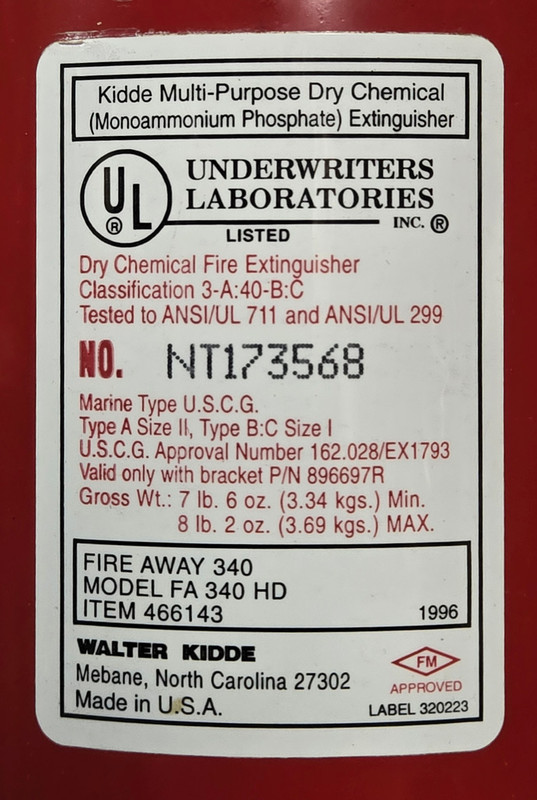 Kidde Multi-Purpose Dry Chemical
(Monoammonium Phosphate) Extinguisher
UL ®
UNDERWRITERS
LABORATORIES
INC. ®
LISTED
Dry Chemical Fire Extinguisher
Classification 3-A:40-B:C
Tested to ANSI/UL 711 and ANSI/UL 299
NO. NT173568
Marine Type U.S.C.G.
Type A Size II, Type B:C Size I
U.S.C.G. Approval Number 162.028/EX1793
Valid only with bracket P/N 896697R
Gross Wt.: 7 lb. 6 oz. (3.34 kgs.) Min.
8 lb. 2 oz. (3.69 kgs.) MAX.
FIRE AWAY 340
MODEL FA 340 HD
ITEM 466143 1996
WALTER KIDDE
Mebane, North Carolina 27302
Made in U.S.A.
FM
APPROVED
LABEL 320223